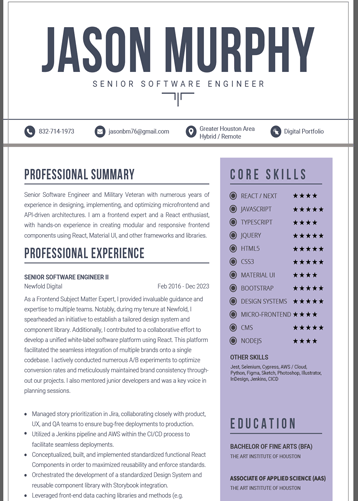 JASON MURPHY
SENIOR SOFTWARE ENGINEER
832-714-1973
jasonbm76@gmail.com
Greater Houston Area
Hybrid / Remote
Digital Portfolio
PROFESSIONAL SUMMARY
Senior Software Engineer and Military Veteran with numerous years of
experience in designing, implementing, and optimizing microfrontend and
API-driven architectures. I am a frontend expert and a React enthusiast,
with hands-on experience in creating modular and responsive frontend
components using React, Material UI, and other frameworks and libraries.
PROFESSIONAL EXPERIENCE
SENIOR SOFTWARE ENGINEER II
Newfold Digital Feb 2016 - Dec 2023
As a Frontend Subject Matter Expert, I provided invaluable guidance and
expertise to multiple teams. Notably, during my tenure at Newfold, I
spearheaded an initiative to establish a tailored design system and
component library. Additionally, I contributed to a collaborative effort to
develop a unified white-label software platform using React. This platform
facilitated the seamless integration of multiple brands onto a single
codebase. I actively conducted numerous A/B experiments to optimize
conversion rates and meticulously maintained brand consistency through-
out our projects. I also mentored junior developers and was a key voice in
planning sessions.
Managed story prioritization in Jira, collaborating closely with product,
UX, and QA teams to ensure bug-free deployments to production.
Utilized a Jenkins pipeline and AWS within the CI/CD process to
facilitate seamless deployments.
Conceptualized, built, and implemented standardized functional React
Components in order to maximize reusability and enforce standards.
Orchestrated the development of a standardized Design System and
reusable component library with Storybook integration.
Leveraged front-end data caching libraries and methods (e.g.
CORE SKILLS
REACT / NEXT ★★★★
JAVASCRIPT ★★★★★
TYPESCRIPT ★★★★
JQUERY ★★★★★
HTML5 ★★★★★
CSS3 ★★★★★
MATERIAL UI ★★★★
BOOTSTRAP ★★★★★
DESIGN SYSTEMS ★★★★★
MICRO-FRONTEND ★★★★
CMS ★★★★★
NODEJS ★★★★
OTHER SKILLS
Jest, Selenium, Cypress, AWS / Cloud,
Python, Figma, Sketch, Photoshop, Illustrator,
InDesign, Jenkins, CICD
EDUCATION
BACHELOR OF FINE ARTS (BFA)
THE ART INSTITUTE OF HOUSTON
ASSOCIATE OF APPLIED SCIENCE (AAS)
THE ART INSTITUTE OF HOUSTON